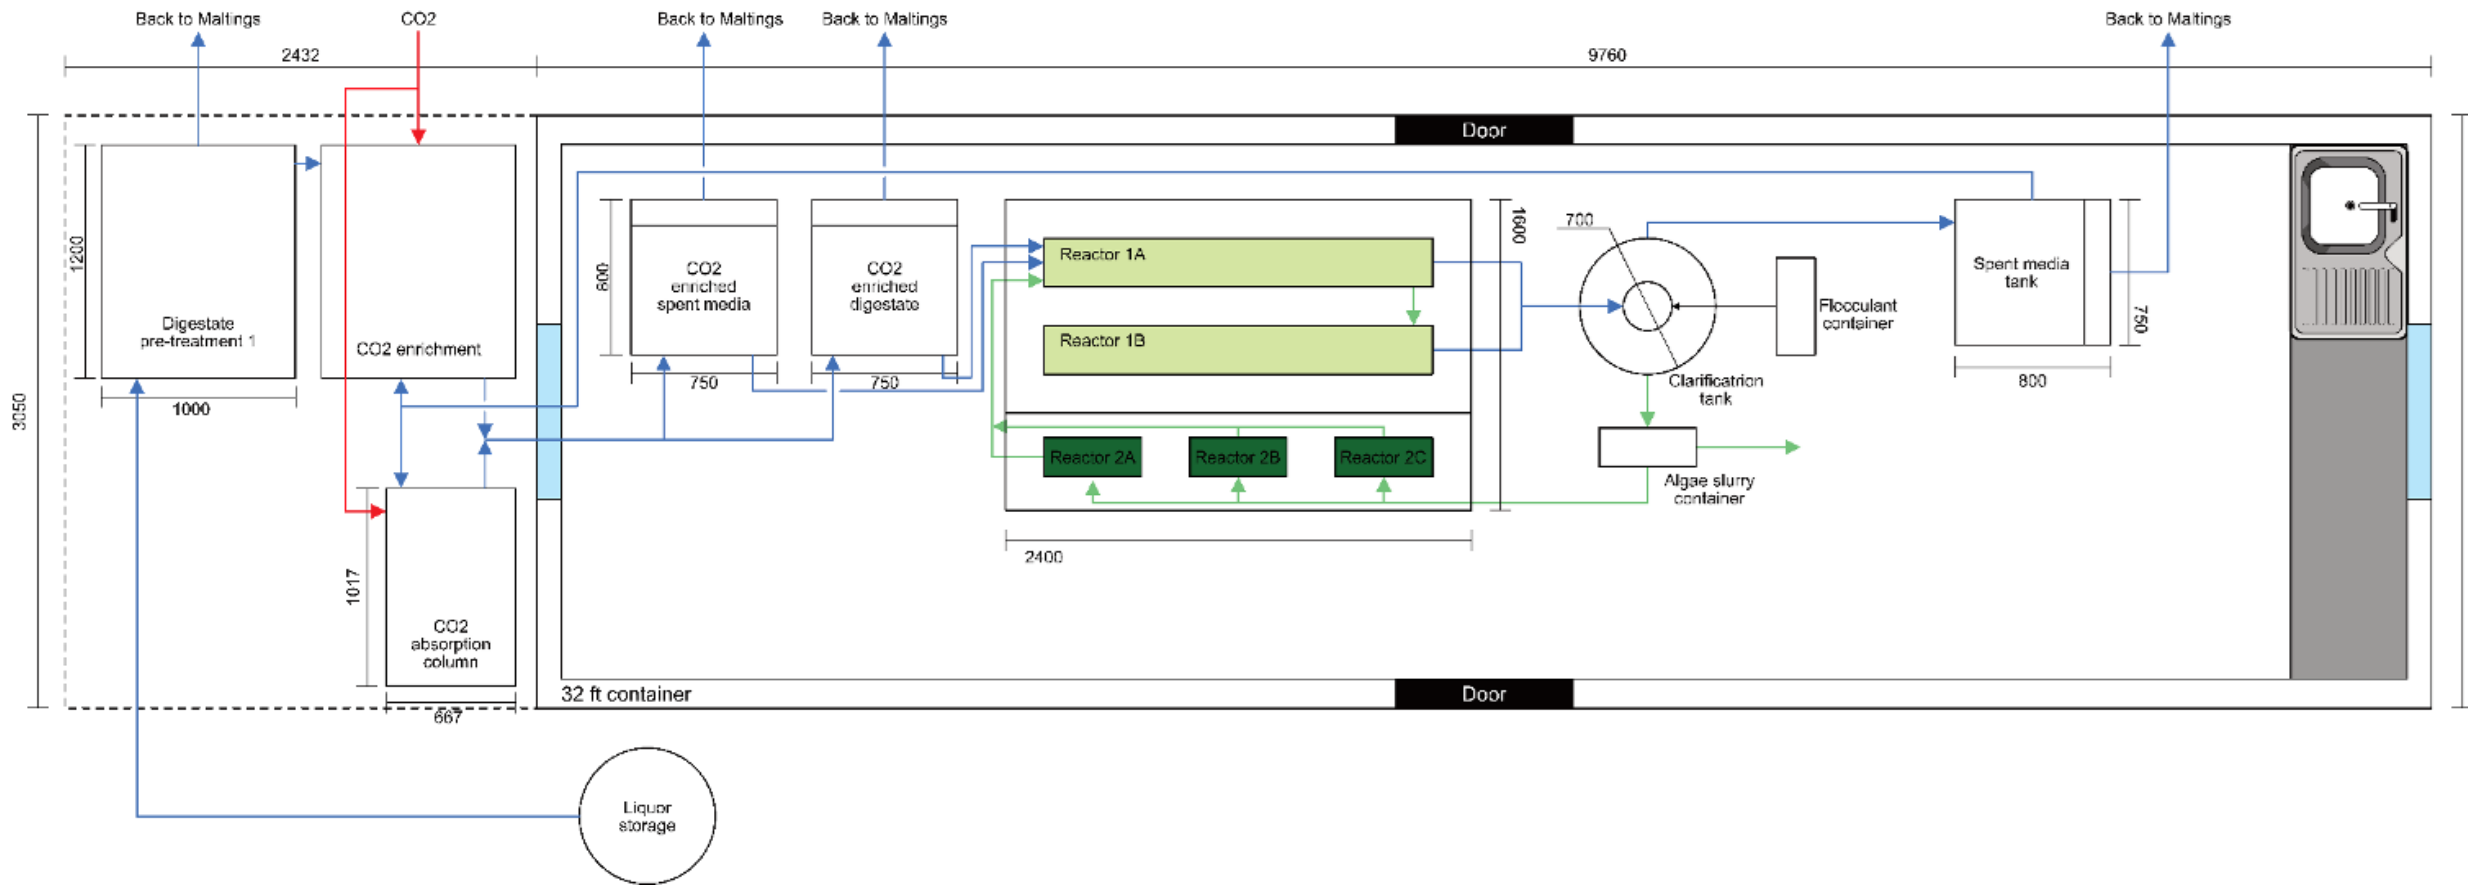 Back to Maltings
CO2
Back to Maltings
Back to Maltings
Back to Maltings
2432
9760
Door
1200
3050
Digestate
pre-treatment 1
CO2 enrichment
1000
800
CO2
enriched
spent media
750
CO2
enriched
digestate
750
Reactor 1A
Reactor 1B
1600
Reactor 2A
Reactor 2B
Reactor 2C
2400
700
Flocculant
container
Clarificatrion
tank
Algae slurry
container
Spent media
tank
750
800
1017
CO2
absorption
column
667
32 ft container
Door
Liquor
storage